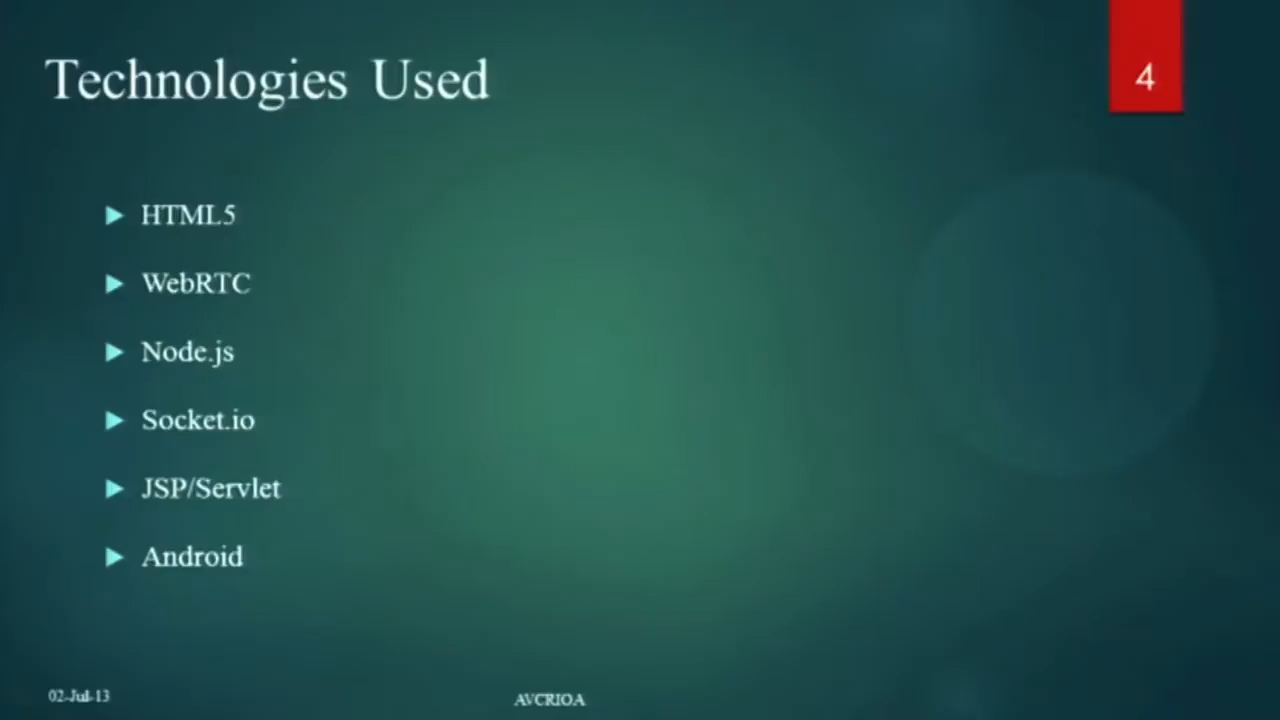 Technologies Used
4
HTML5
WebRTC
Node.js
Socket.io
JSP/Servlet
Android
02-Jul-13
AVCRIOA